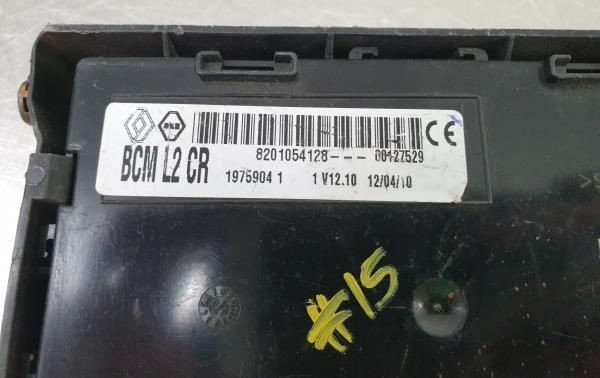 8201054128--- 00127529
BCM L2 CR
1975904 1 1 V12.10 12/04/10
CE
#15